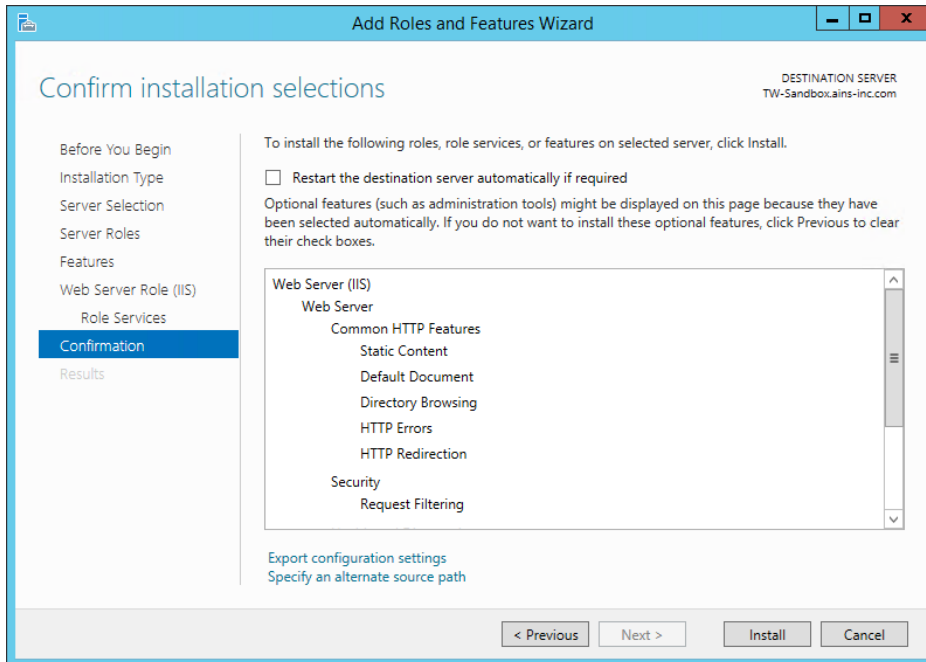 Add Roles and Features Wizard
Confirm installation selections
DESTINATION SERVER
TW-Sandbox.ains-inc.com
Before You Begin
Installation Type
Server Selection
Server Roles
Features
Web Server Role (IIS)
Role Services
Confirmation
Results
To install the following roles, role services, or features on selected server, click Install.
Restart the destination server automatically if required
Optional features (such as administration tools) might be displayed on this page because they have
been selected automatically. If you do not want to install these optional features, click Previous to clear
their check boxes.
Web Server (IIS)
Web Server
Common HTTP Features
Static Content
Default Document
Directory Browsing
HTTP Errors
HTTP Redirection
Security
Request Filtering
Export configuration settings
Specify an alternate source path
< Previous
Next >
Install
Cancel